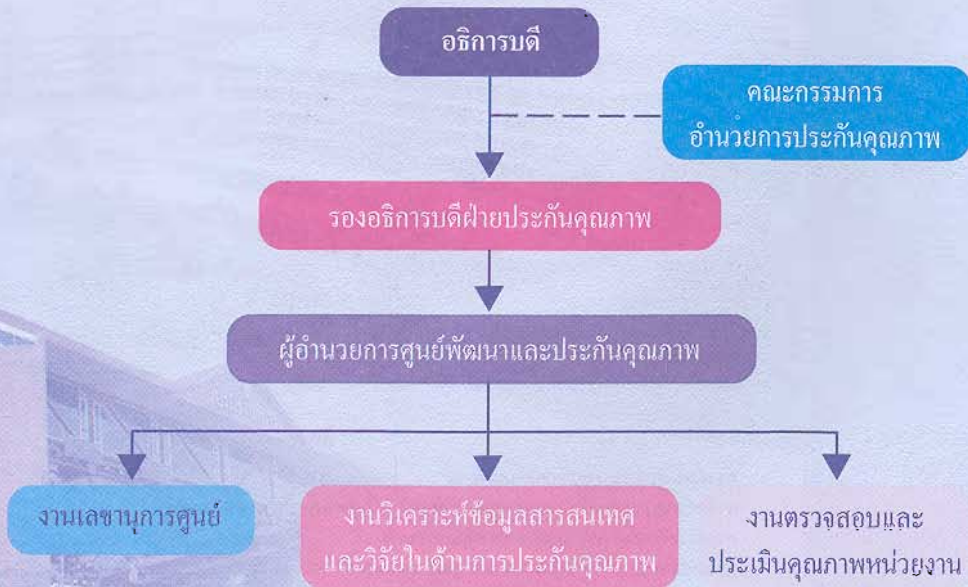 อธิการบดี
คณะกรรมการ
อำนวยการประกันคุณภาพ
รองอธิการบดีฝ่ายประกันคุณภาพ
ผู้อำนวยการศูนย์พัฒนาและประกันคุณภาพ
งานเลขานุการศูนย์
งานวิเคราะห์ข้อมูลสารสนเทศ
และวิจัยในด้านการประกันคุณภาพ
งานตรวจสอบและ
ประเมินคุณภาพหน่วยงาน